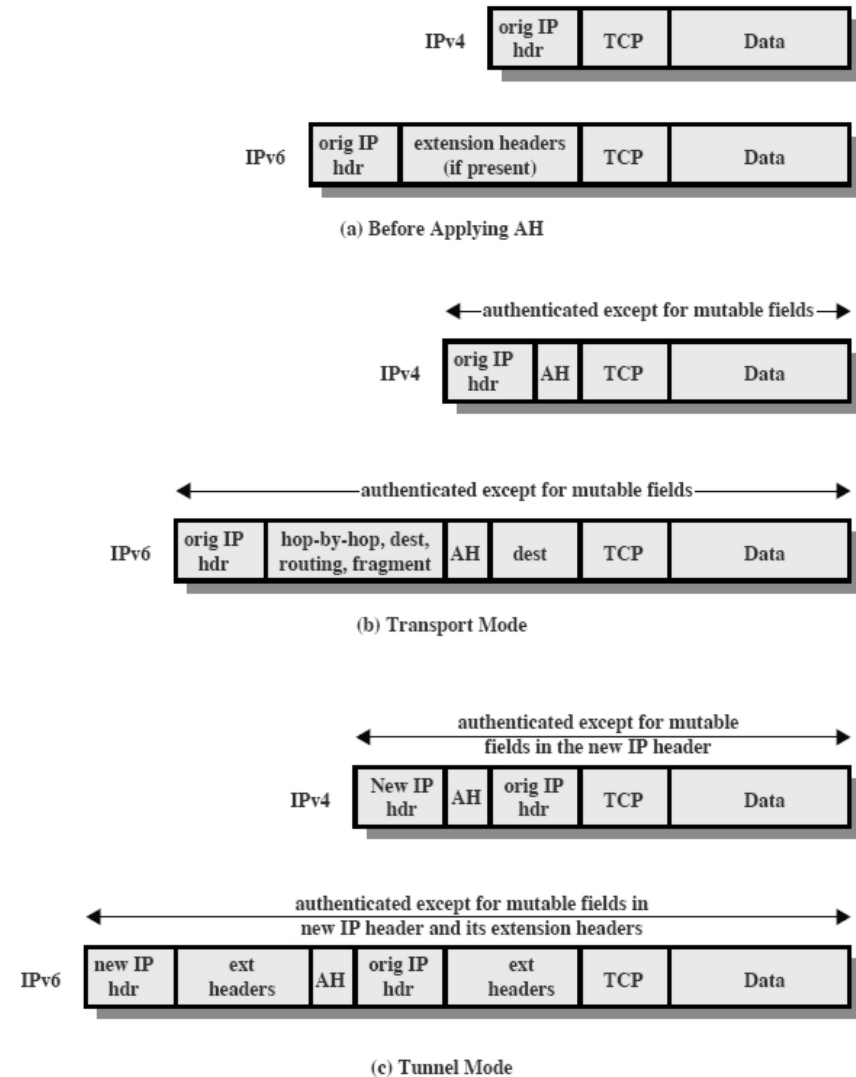 IPv4
orig IP
hdr
TCP
Data
IPv6
orig IP
hdr
extension headers
(if present)
TCP
Data
(a) Before Applying AH
authenticated except for mutable fields
IPv4
orig IP
hdr
AH
TCP
Data
authenticated except for mutable fields
IPv6
orig IP
hdr
hop-by-hop, dest,
routing, fragment
AH
dest
TCP
Data
(b) Transport Mode
authenticated except for mutable
fields in the new IP header
IPv4
New IP
hdr
AH
orig IP
hdr
TCP
Data
authenticated except for mutable fields in
new IP header and its extension headers
IPv6
new IP
hdr
ext
headers
AH
orig IP
hdr
ext
headers
TCP
Data
(c) Tunnel Mode